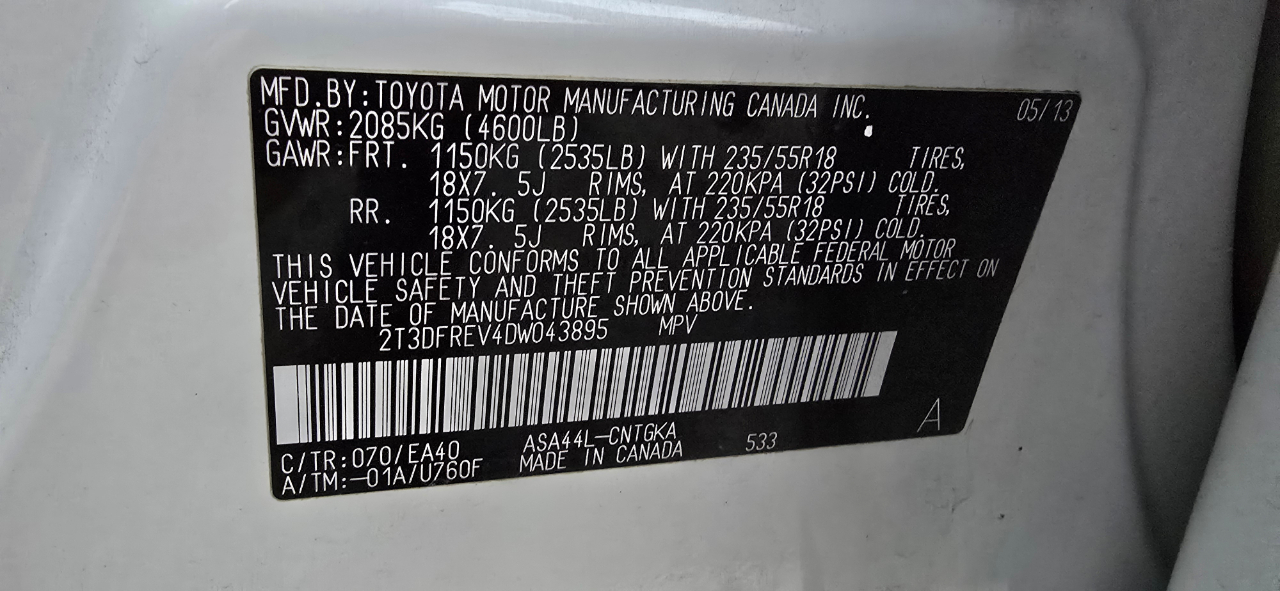 MFD.BY:TOYOTA MOTOR MANUFACTURING CANADA INC. 05/13
GVWR:2085KG (4600LB)
GAWR:FRT. 1150KG (2535LB) WITH 235/55R18 TIRES,
18X7. 5J RIMS, AT 220KPA (32PSI) COLD.
RR. 1150KG (2535LB) WITH 235/55R18 TIRES,
18X7. 5J RIMS, AT 220KPA (32PSI) COLD.
THIS VEHICLE CONFORMS TO ALL APPLICABLE FEDERAL MOTOR
VEHICLE SAFETY AND THEFT PREVENTION STANDARDS IN EFFECT ON
THE DATE OF MANUFACTURE SHOWN ABOVE.
2T3DFREV4DW043895 MPV
C/TR:070/EA40 ASA44L-CNTGKA 533 A
A/TM:-01A/U760F MADE IN CANADA